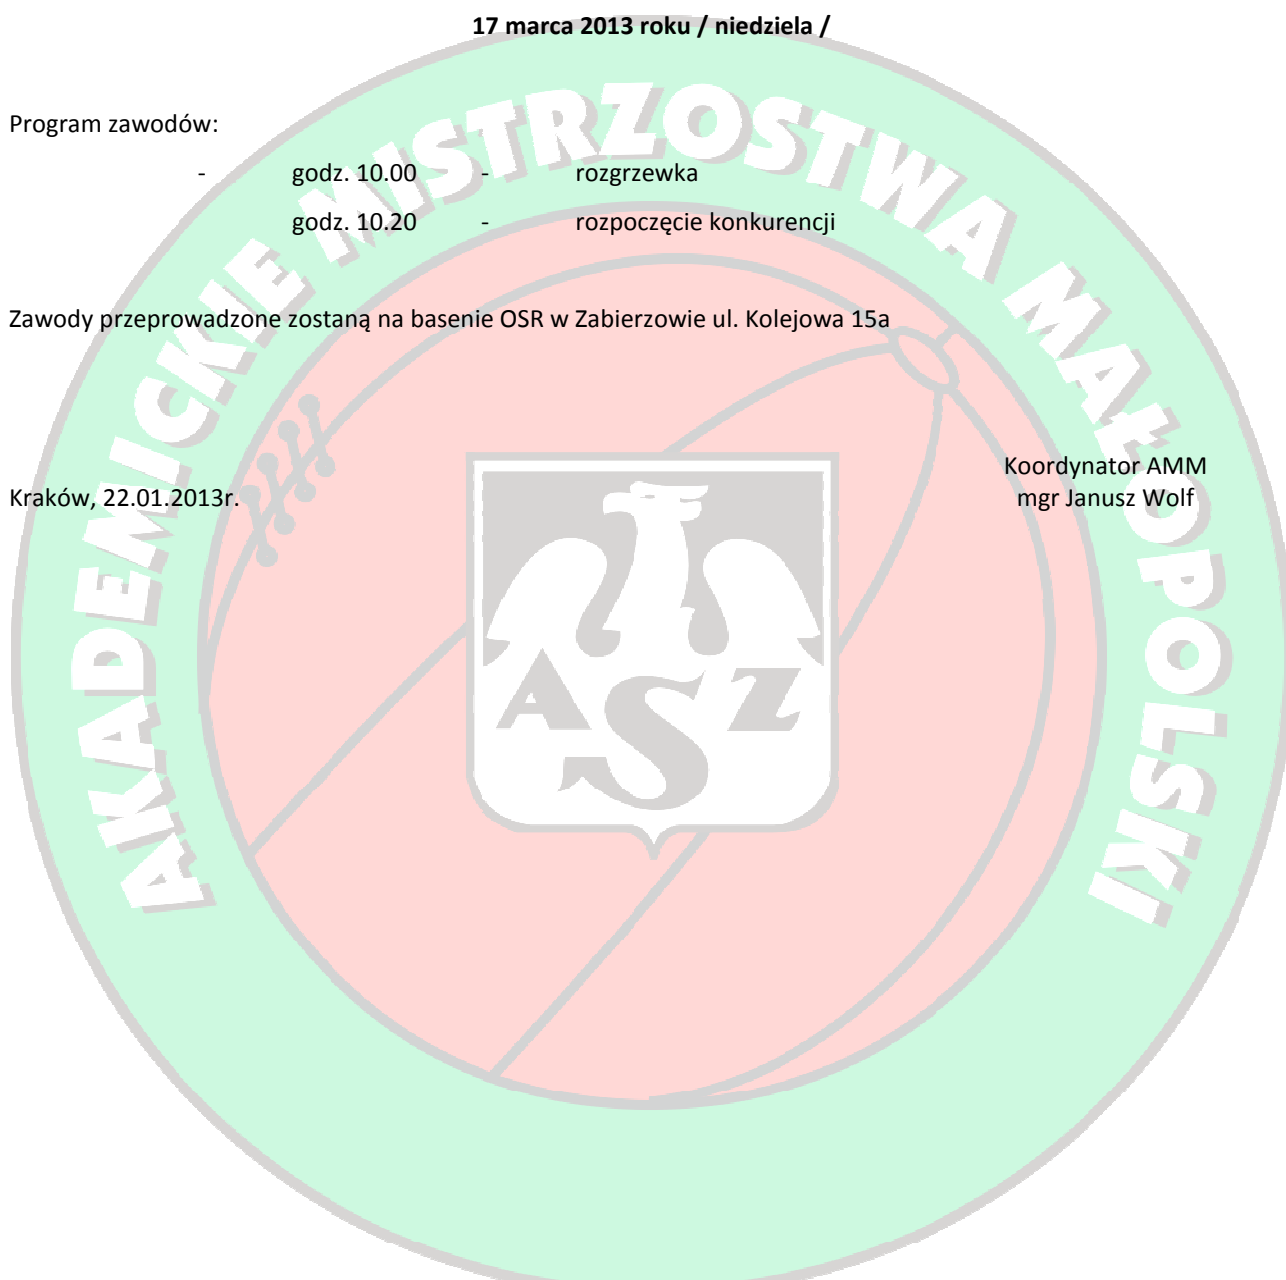 17 marca 2013 roku / niedziela /
Program zawodów:
- godz. 10.00 - rozgrzewka
godz. 10.20 - rozpoczęcie konkurencji
Zawody przeprowadzone zostaną na basenie OSR w Zabierzowie ul. Kolejowa 15a
Koordynator AMM
Kraków, 22.01.2013r. mgr Janusz Wolf
AKADEMICKIE MISTRZOSTWA MAŁOPOLSKI
AZS